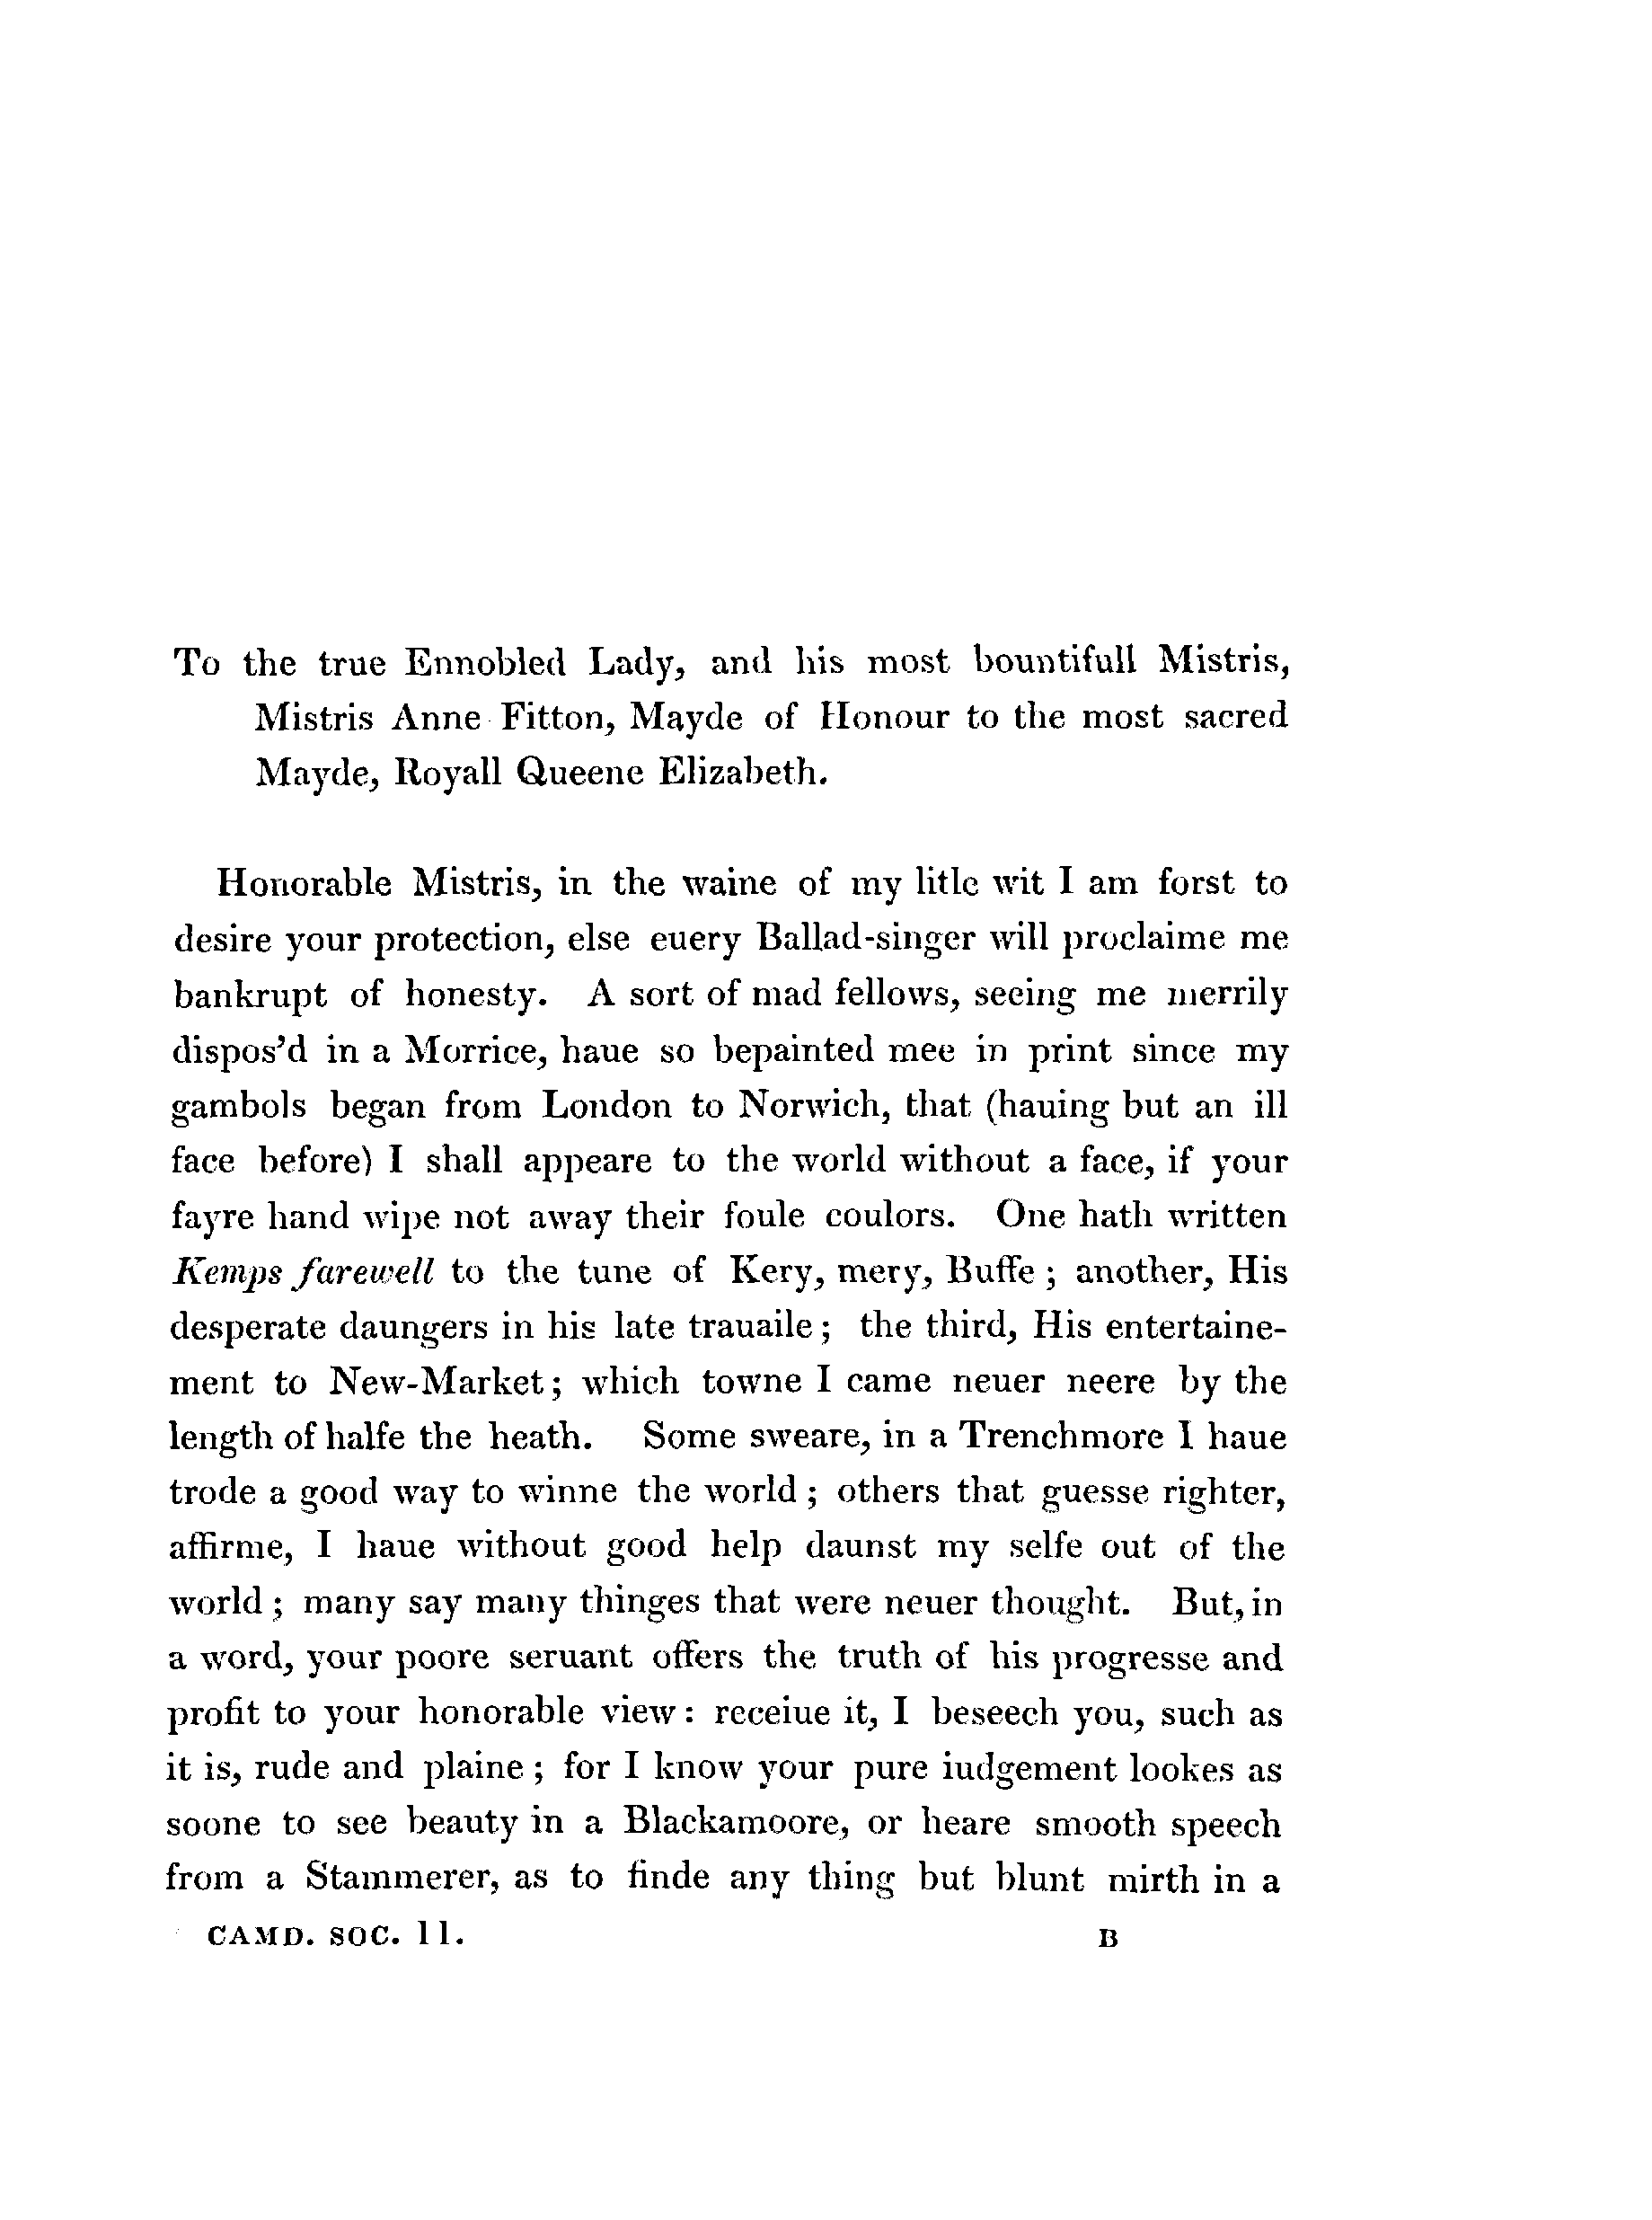 To the true Ennobled Lady, and his most bountifull Mistris,
Mistris Anne Fitton, Mayde of Honour to the most sacred
Mayde, Royall Queene Elizabeth.
Honorable Mistris, in the waine of my litle wit I am forst to
desire your protection, else euery Ballad-singer will proclaime me
bankrupt of honesty. A sort of mad fellows, seeing me merrily
dispos'd in a Morrice, haue so bepainted mee in print since my
gambols began from London to Norwich, that (hauing but an ill
face before) I shall appeare to the world without a face, if your
fayre hand wipe not away their foule coulors. One hath written
Kemps farewell to the tune of Kery, mery, Buffe; another, His
desperate daungers in his late trauaile; the third, His entertaine-
ment to New-Market; which towne I came neuer neere by the
length of halfe the heath. Some sweare, in a Trenchmore I haue
trode a good way to winne the world; others that guesse righter,
affirme, I haue without good help daunst my selfe out of the
world; many say many thinges that were neuer thought. But, in
a word, your poore seruant offers the truth of his progresse and
profit to your honorable view: receiue it, I beseech you, such as
it is, rude and plaine; for I know your pure iudgement lookes as
soone to see beauty in a Blackamoore, or heare smooth speech
from a Stammerer, as to finde any thing but blunt mirth in a
CAMD. SOC. 11. B